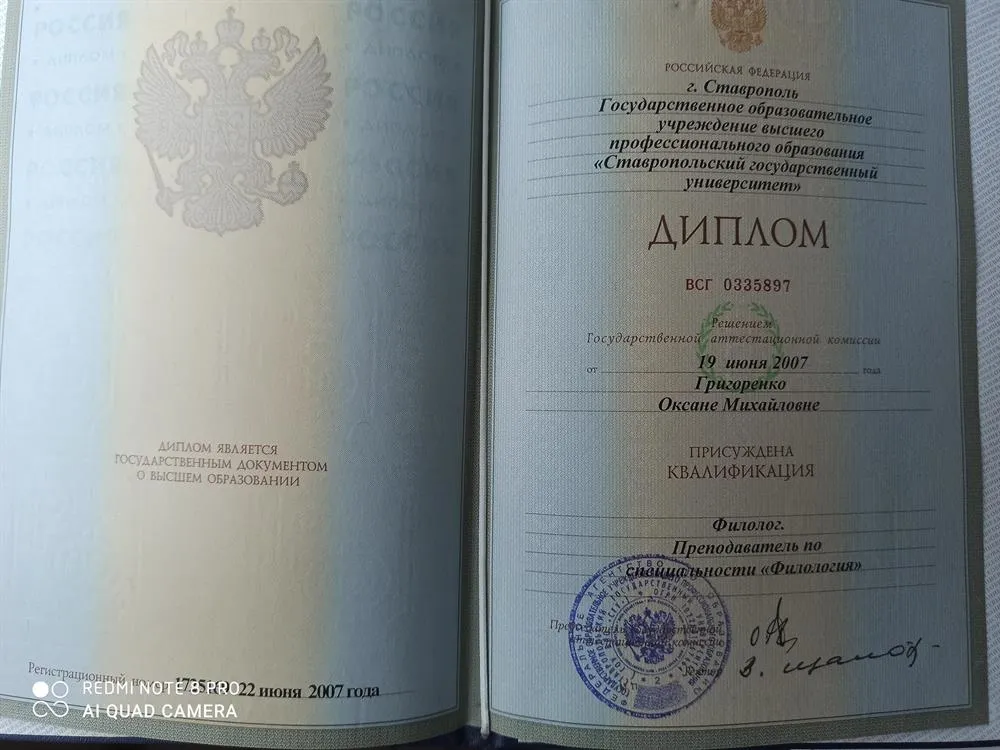 ДИПЛОМ ЯВЛЯЕТСЯ
ГОСУДАРСТВЕННЫМ ДОКУМЕНТОМ
О ВЫСШЕМ ОБРАЗОВАНИИ
Регистрационный 22 июня 2007 года
REDMI NOTE 8 PRO
AI QUAD CAMERA
РОССИЙСКАЯ ФЕДЕРАЦИЯ
г. Ставрополь
Государственное образовательное
учреждение высшего
профессионального образования
«Ставропольский государственный
университет»
ДИПЛОМ
ВСГ 0335897
Решением
Государственной аттестационной комиссии
от 19 июня 2007 года
Григоренко
Оксане Михайловне
ПРИСУЖДЕНА
КВАЛИФИКАЦИЯ
Филолог.
Преподаватель по
специальности «Филология»
Ректор